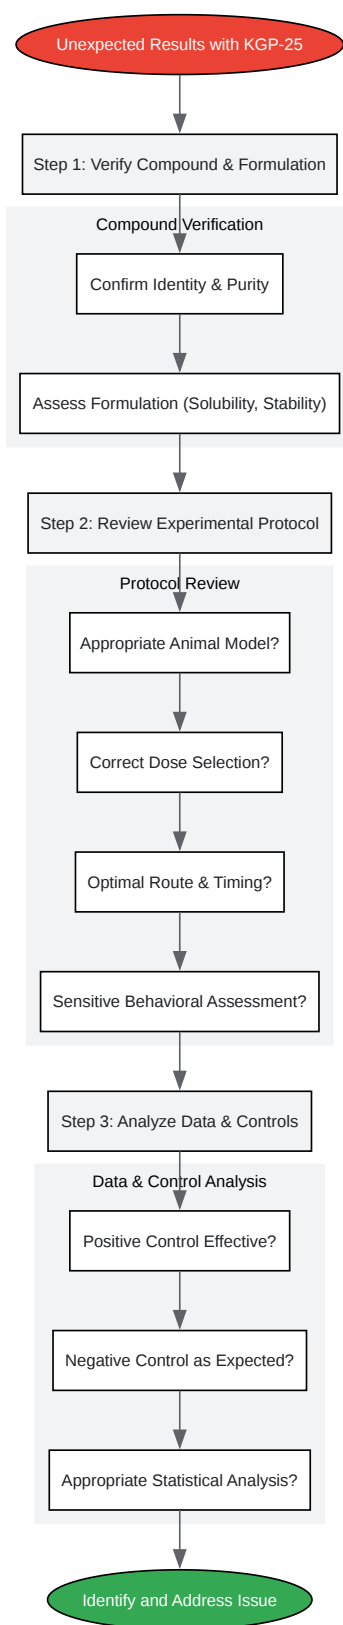 Unexpected Results with KGP-25
Step 1: Verify Compound & Formulation
Compound Verification
Confirm Identity & Purity
Assess Formulation (Solubility, Stability)
Step 2: Review Experimental Protocol
Protocol Review
Appropriate Animal Model?
Correct Dose Selection?
Optimal Route & Timing?
Sensitive Behavioral Assessment?
Step 3: Analyze Data & Controls
Data & Control Analysis
Positive Control Effective?
Negative Control as Expected?
Appropriate Statistical Analysis?
Identify and Address Issue